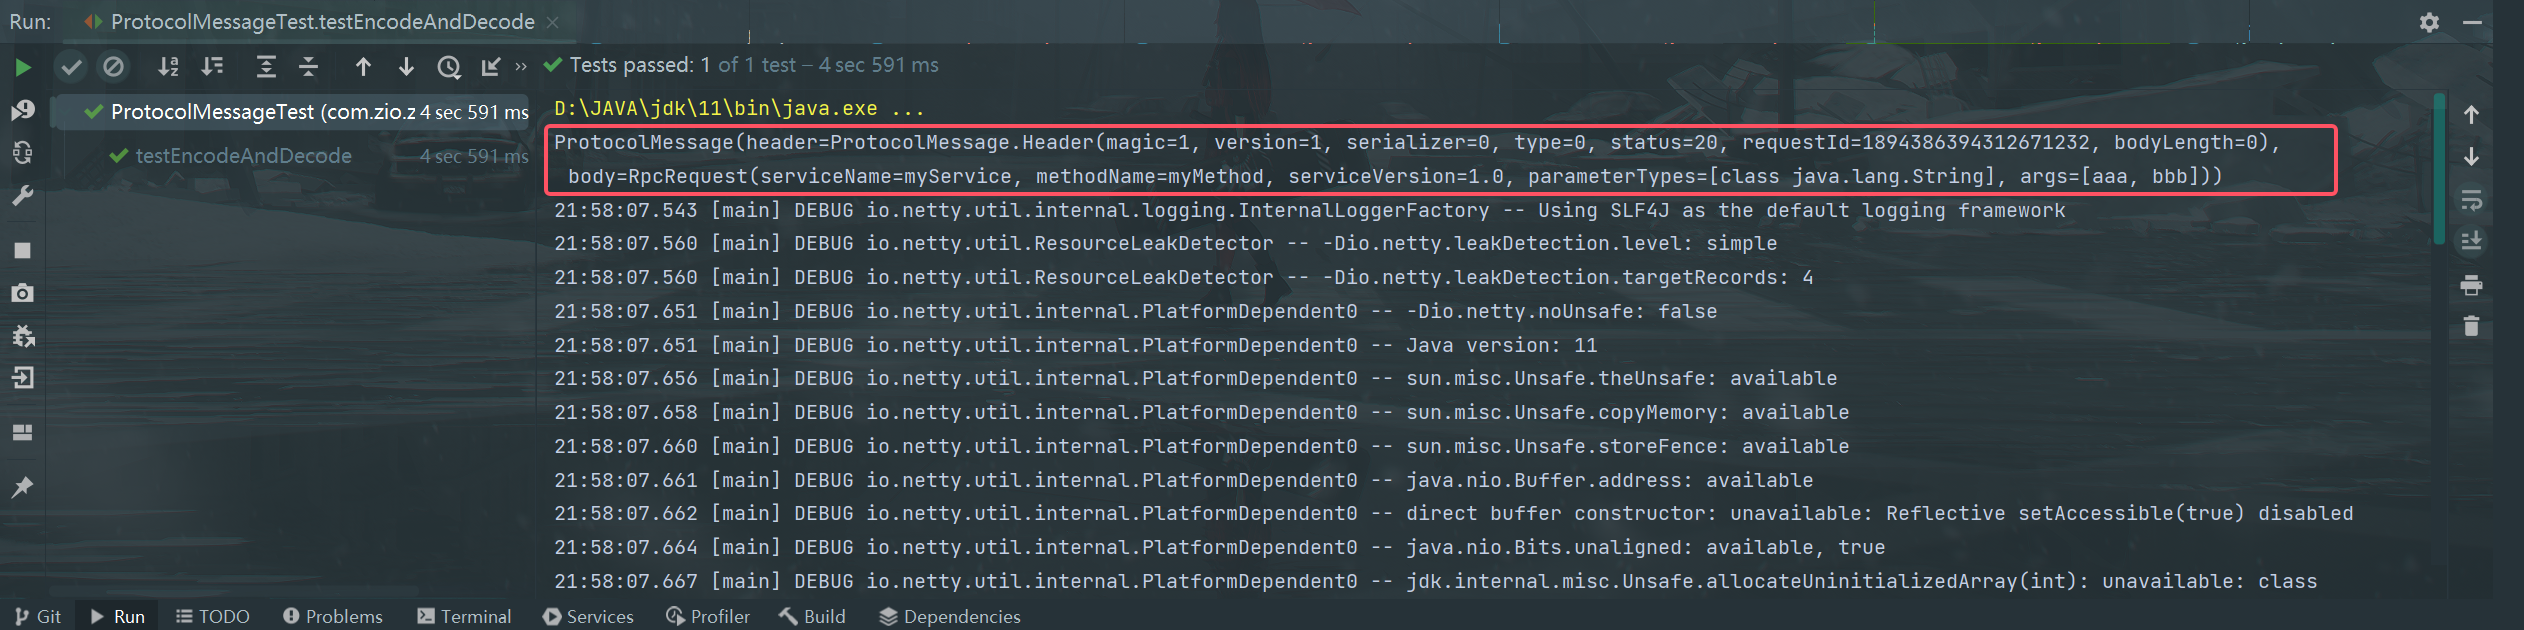 Run: ProtocolMessageTest.testEncodeAndDecode
Tests passed: 1 of 1 test – 4 sec 591 ms
ProtocolMessageTest (com.zio.z 4 sec 591 ms
testEncodeAndDecode 4 sec 591 ms
D:\JAVA\jdk\11\bin\java.exe ...
ProtocolMessage(header=ProtocolMessage.Header(magic=1, version=1, serializer=0, type=0, status=20, requestId=1894386394312671232, bodyLength=0),
body=RpcRequest(serviceName=myService, methodName=myMethod, serviceVersion=1.0, parameterTypes=[class java.lang.String], args=[aaa, bbb]))
21:58:07.543 [main] DEBUG io.netty.util.internal.logging.InternalLoggerFactory -- Using SLF4J as the default logging framework
21:58:07.560 [main] DEBUG io.netty.util.ResourceLeakDetector -- -Dio.netty.leakDetection.level: simple
21:58:07.560 [main] DEBUG io.netty.util.ResourceLeakDetector -- -Dio.netty.leakDetection.targetRecords: 4
21:58:07.651 [main] DEBUG io.netty.util.internal.PlatformDependent0 -- -Dio.netty.noUnsafe: false
21:58:07.651 [main] DEBUG io.netty.util.internal.PlatformDependent0 -- Java version: 11
21:58:07.656 [main] DEBUG io.netty.util.internal.PlatformDependent0 -- sun.misc.Unsafe.theUnsafe: available
21:58:07.658 [main] DEBUG io.netty.util.internal.PlatformDependent0 -- sun.misc.Unsafe.copyMemory: available
21:58:07.660 [main] DEBUG io.netty.util.internal.PlatformDependent0 -- sun.misc.Unsafe.storeFence: available
21:58:07.661 [main] DEBUG io.netty.util.internal.PlatformDependent0 -- java.nio.Buffer.address: available
21:58:07.662 [main] DEBUG io.netty.util.internal.PlatformDependent0 -- direct buffer constructor: unavailable: Reflective setAccessible(true) disabled
21:58:07.664 [main] DEBUG io.netty.util.internal.PlatformDependent0 -- java.nio.Bits.unaligned: available, true
21:58:07.667 [main] DEBUG io.netty.util.internal.PlatformDependent0 -- jdk.internal.misc.Unsafe.allocateUninitializedArray(int): unavailable: class
Git Run TODO Problems Terminal Services Profiler Build Dependencies